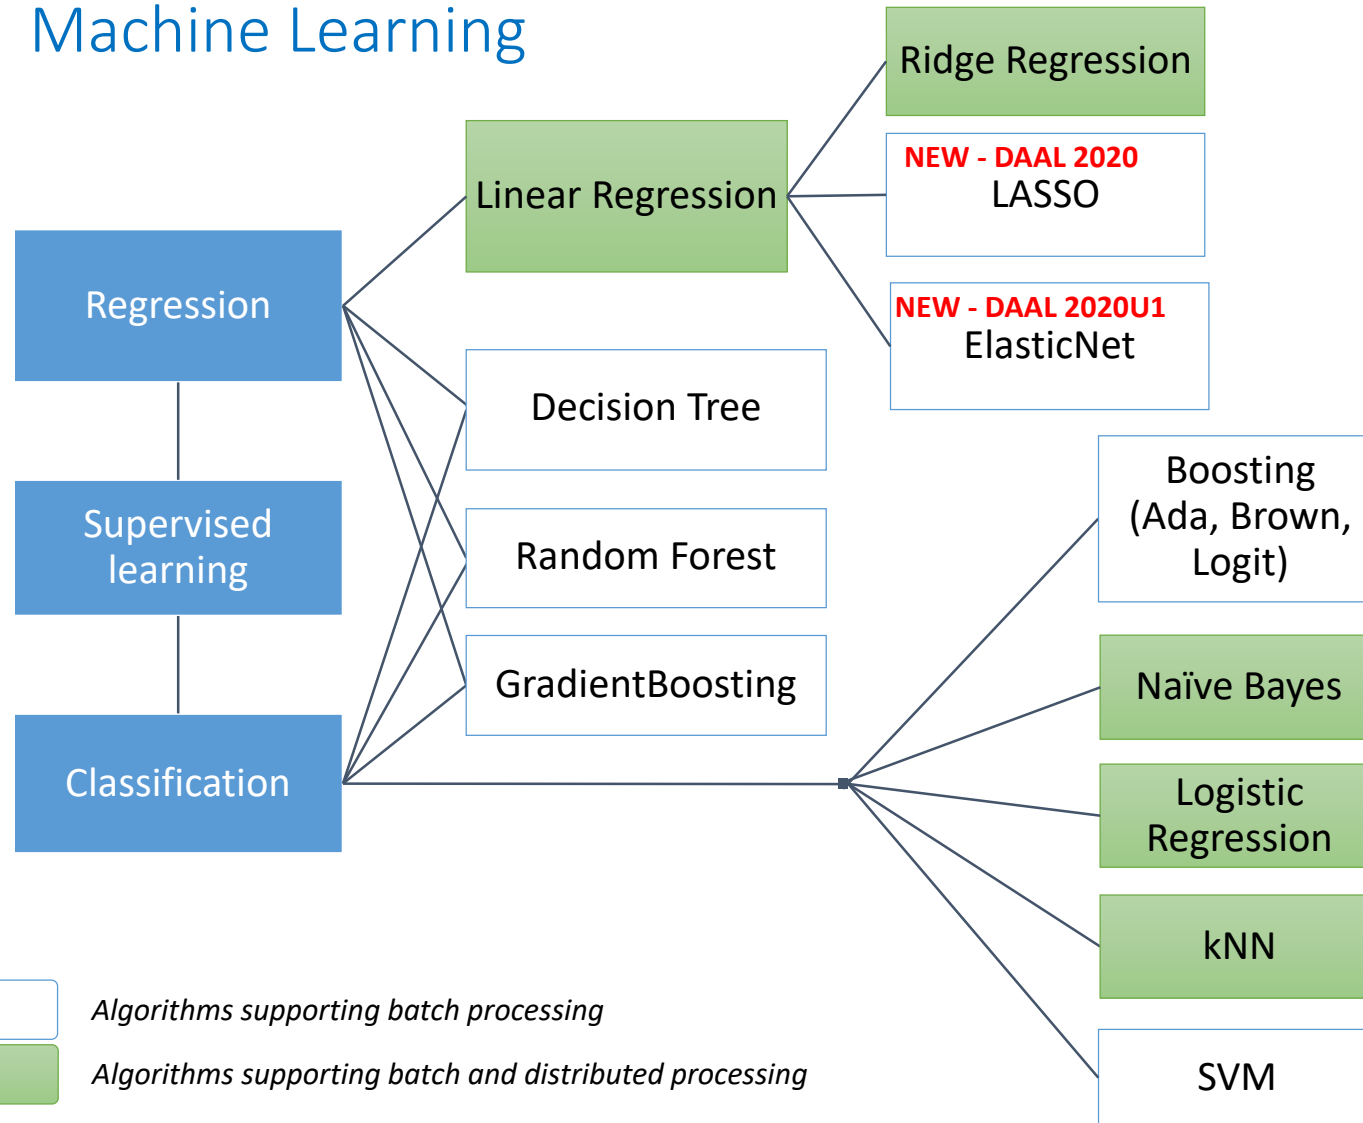 Machine Learning
Ridge Regression
NEW - DAAL 2020
LASSO
Linear Regression
NEW - DAAL 2020U1
ElasticNet
Regression
Decision Tree
Boosting
(Ada, Brown,
Logit)
Supervised
learning
Random Forest
GradientBoosting
Naïve Bayes
Classification
Logistic
Regression
kNN
SVM
Algorithms supporting batch processing
Algorithms supporting batch and distributed processing